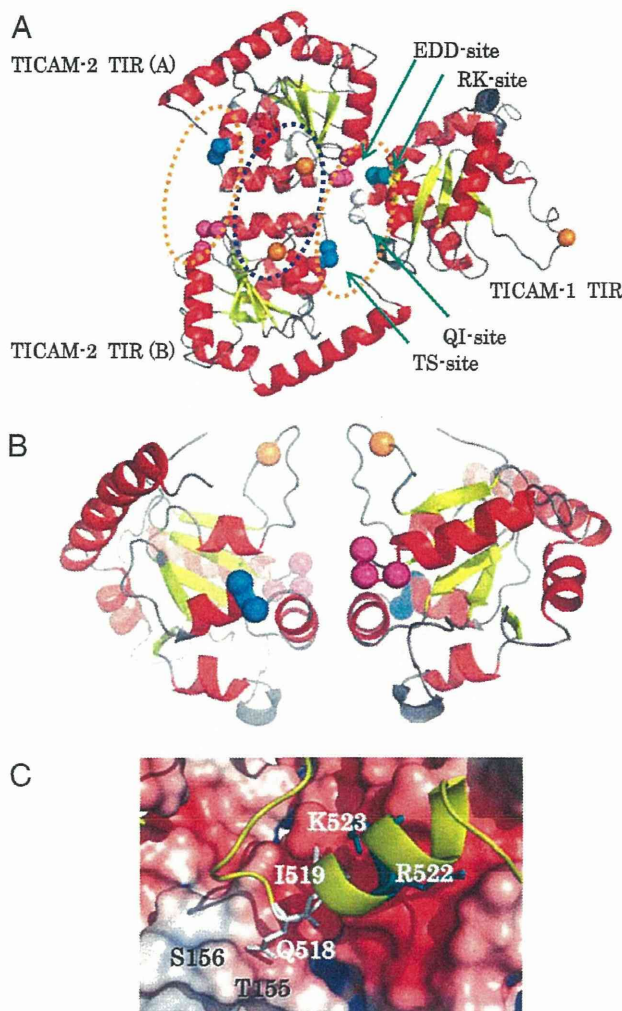 A
TICAM-2 TIR (A)
EDD-site
RK-site
TICAM-1 TIR
QI-site
TS-site
TICAM-2 TIR (B)
B
C
K523
I519
R522
Q518
S156
T155